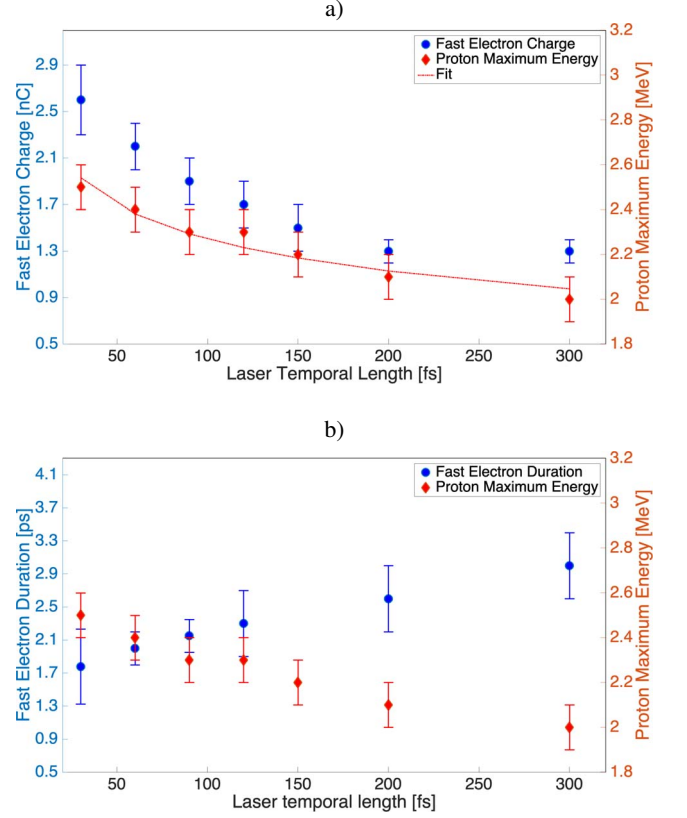 a)
Fast Electron Charge
Proton Maximum Energy
Fit
Fast Electron Charge [nC]
2.9
2.5
2.1
1.7
1.3
0.9
0.5
3.2
3
2.8
2.6
2.4
2.2
2
1.8
Proton Maximum Energy [MeV]
50 100 150 200 250 300
Laser Temporal Length [fs]
b)
Fast Electron Duration
Proton Maximum Energy
Fast Electron Duration [ps]
4.1
3.7
3.3
2.9
2.5
2.1
1.7
1.3
0.9
0.5
3.2
3
2.8
2.6
2.4
2.2
2
1.8
Proton Maximum Energy [MeV]
50 100 150 200 250 300
Laser temporal length [fs]